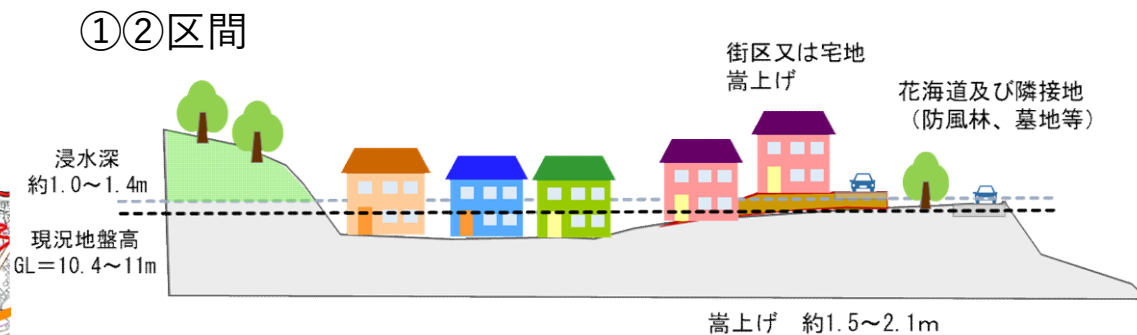 ①②区間
街区又は宅地
嵩上げ
花海道及び隣接地
（防風林、墓地等）
浸水深
約1.0～1.4m
現況地盤高
GL＝10.4～11m
嵩上げ　約1.5～2.1m